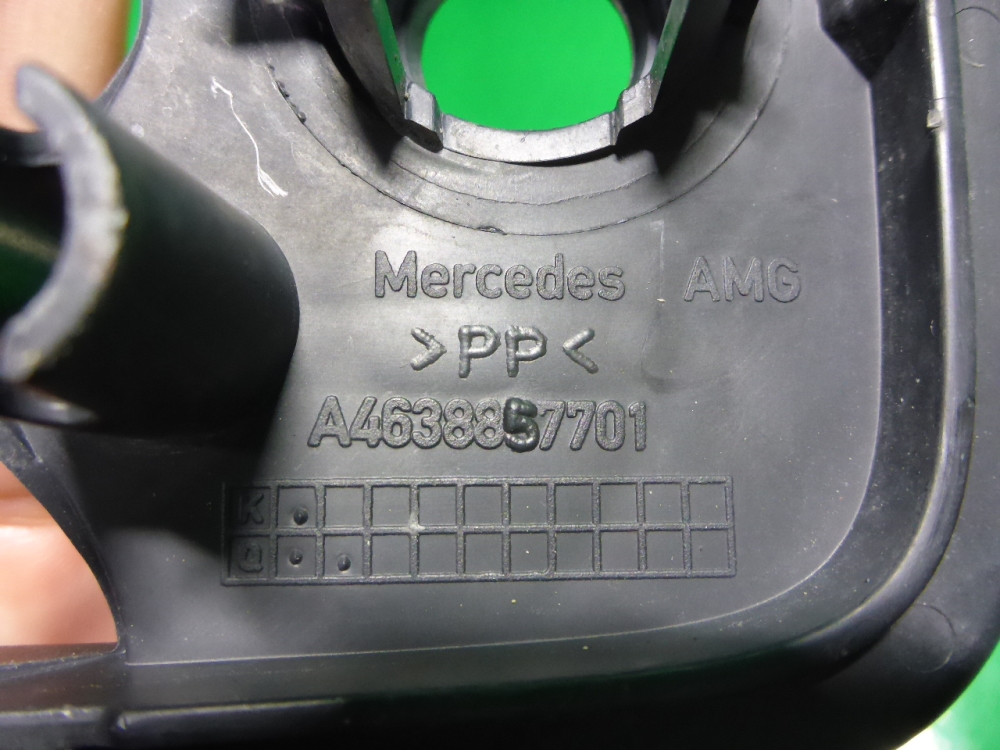 Mercedes AMG
>PP<
A4638857701
K
Q